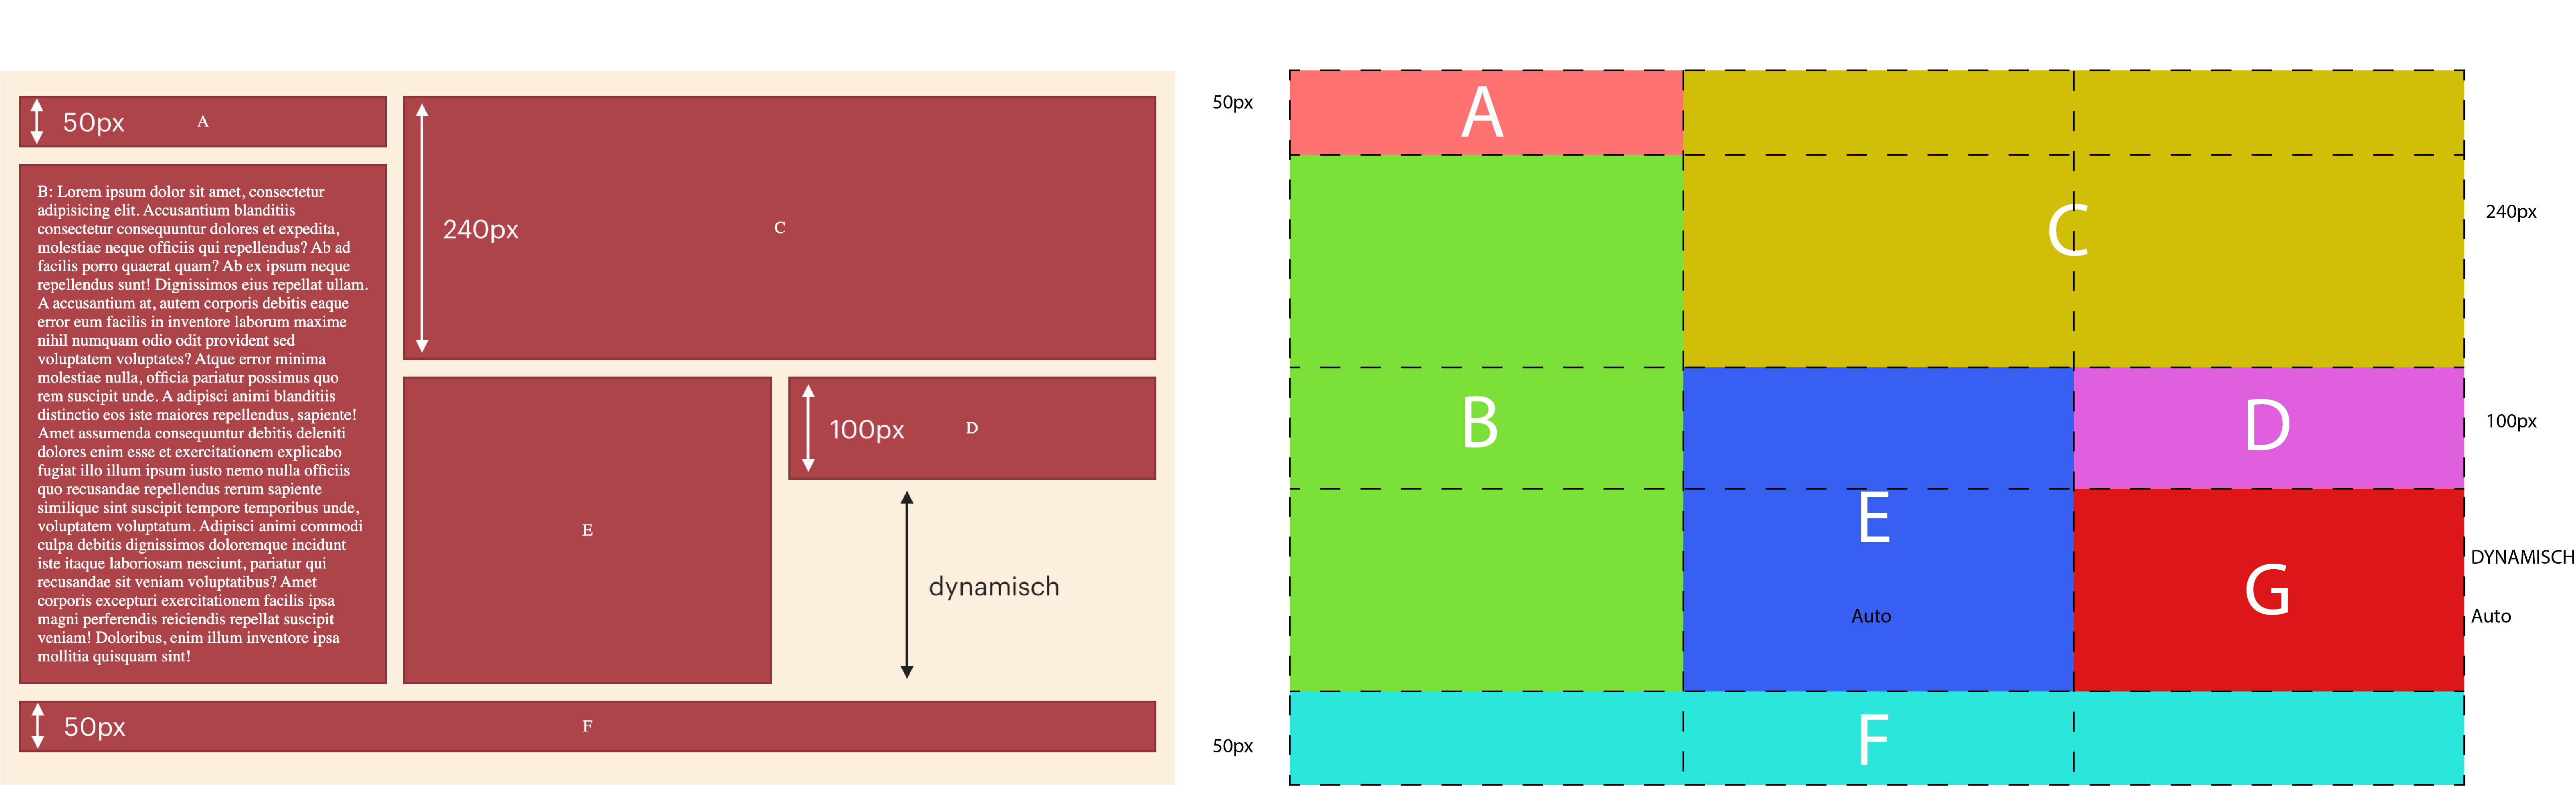 50px
A
B: Lorem ipsum dolor sit amet, consectetur
adipisicing elit. Accusantium blanditiis
consectetur consequuntur dolores et expedita,
molestiae neque officiis qui repellendus? Ab ad
facilis porro quaerat quam? Ab ex ipsum neque
repellendus sunt! Dignissimos eius repellat ullam.
A accusantium at, autem corporis debitis eaque
error eum facilis in inventore laborum maxime
nihil numquam odio odit provident sed
voluptatem voluptates? Atque error minima
molestiae nulla, officia pariatur possimus quo
rem suscipit unde. A adipisci animi blanditiis
distinctio eos iste maiores repellendus, sapiente!
Amet assumenda consequuntur debitis deleniti
dolores enim esse et exercitationem explicabo
fugiat illo illum ipsum iusto nemo nulla officiis
quo recusandae repellendus rerum sapiente
similique sint suscipit tempore temporibus unde,
voluptatem voluptatum. Adipisci animi commodi
culpa debitis dignissimos doloremque incidunt
iste itaque laboriosam nesciunt, pariatur qui
recusandae sit veniam voluptatibus? Amet
corporis excepturi exercitationem facilis ipsa
magni perferendis reiciendis repellat suscipit
veniam! Doloribus, enim illum inventore ipsa
mollitia quisquam sint!
240px
C
E
100px
D
dynamisch
50px
F
50px
A
C
240px
B
D
100px
E
Auto
G
DYNAMISCH
Auto
50px
F